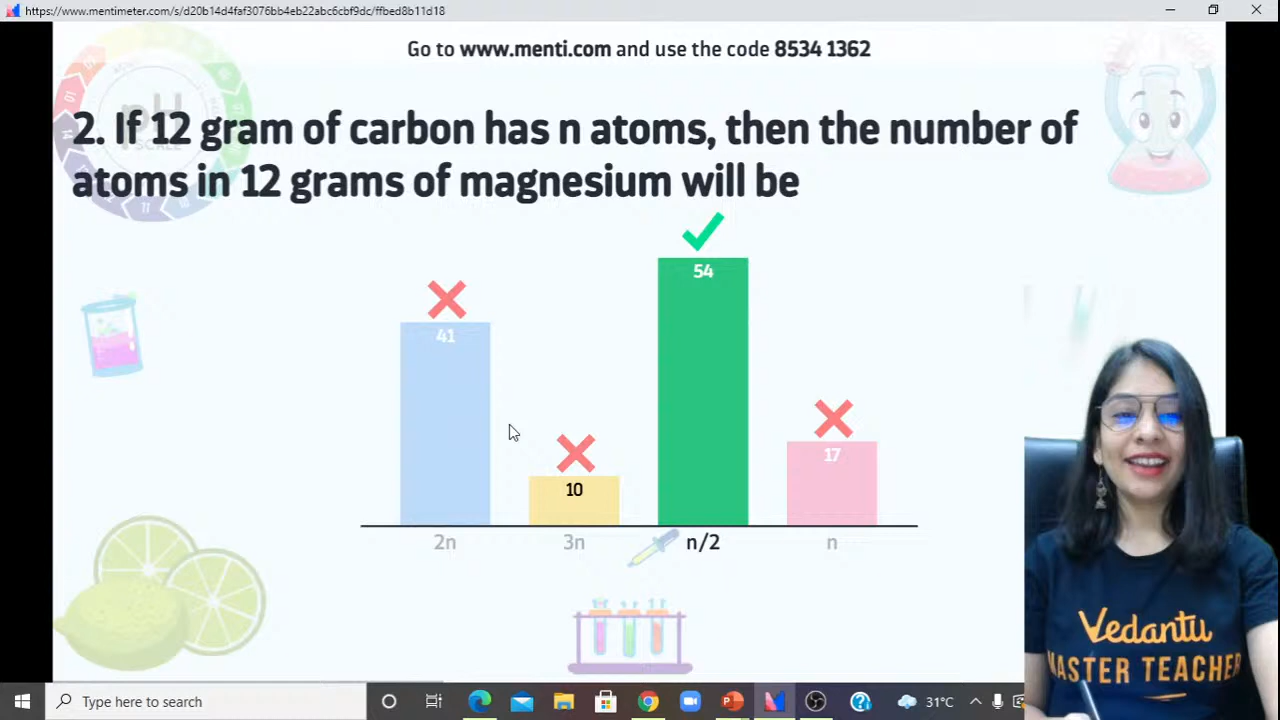 https://www.mentimeter.com/s/d20b14d4faf3076bb4eb22abc6cbf9dc/ffbed8b11d18
Go to www.menti.com and use the code 8534 1362
2. If 12 gram of carbon has n atoms, then the number of
atoms in 12 grams of magnesium will be
pH
SCALE
54
41
17
10
2n
3n
n/2
n
Vedantu
MASTER TEACHER
Type here to search
31°C